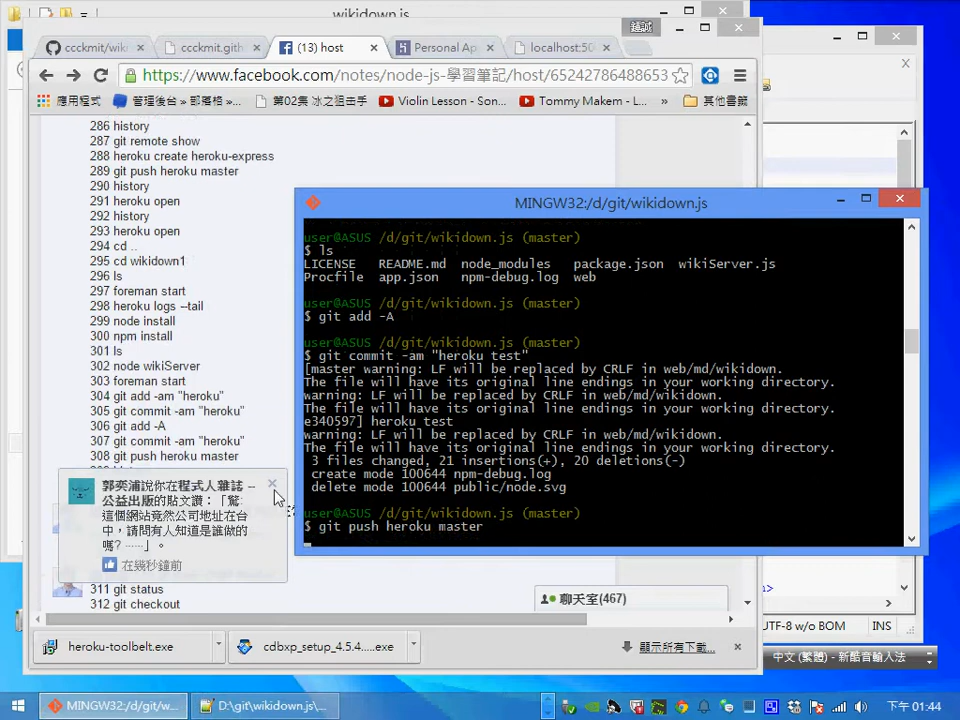 wikidown.js
鍾誠
ccckmit/wiki
ccckmit.gith
(13) host
Personal Ap
localhost:50
https://www.facebook.com/notes/node-js-學習筆記/host/65242786488653
應用程式
管理後台 » 部落格 »...
第02集 冰之狙击手
Violin Lesson - Son...
Tommy Makem - L...
»
其他書籤
286 history
287 git remote show
288 heroku create heroku-express
289 git push heroku master
290 history
291 heroku open
292 history
293 heroku open
294 cd ..
295 cd wikidown1
296 ls
297 foreman start
298 heroku logs --tail
299 node install
300 npm install
301 ls
302 node wikiServer
303 foreman start
304 git add -A
305 git commit -am "heroku"
306 git add -A
307 git commit -am "heroku"
308 git push heroku master
311 git status
312 git checkout
郭奕浦說你在程式人雜誌 --
公益出版的貼文讚：「驚:
這個網站竟然公司地址在台
中，請問有人知道是誰做的
嗎? ......」。
在幾秒鐘前
聊天室(467)
MINGW32:/d/git/wikidown.js
user@ASUS /d/git/wikidown.js (master)
$ ls
LICENSE README.md node_modules package.json wikiServer.js
Procfile app.json npm-debug.log web
user@ASUS /d/git/wikidown.js (master)
$ git add -A
user@ASUS /d/git/wikidown.js (master)
$ git commit -am "heroku test"
[master warning: LF will be replaced by CRLF in web/md/wikidown.
The file will have its original line endings in your working directory.
warning: LF will be replaced by CRLF in web/md/wikidown.
The file will have its original line endings in your working directory.
e340597] heroku test
warning: LF will be replaced by CRLF in web/md/wikidown.
The file will have its original line endings in your working directory.
3 files changed, 21 insertions(+), 20 deletions(-)
create mode 100644 npm-debug.log
delete mode 100644 public/node.svg
user@ASUS /d/git/wikidown.js (master)
$ git push heroku master
heroku-toolbelt.exe
cdbxp_setup_4.5.4....exe
顯示所有下載...
UTF-8 w/o BOM
INS
中文 (繁體) - 新酷音輸入法
MINGW32:/d/git/w...
D:\git\wikidown.js\...
下午 01:44